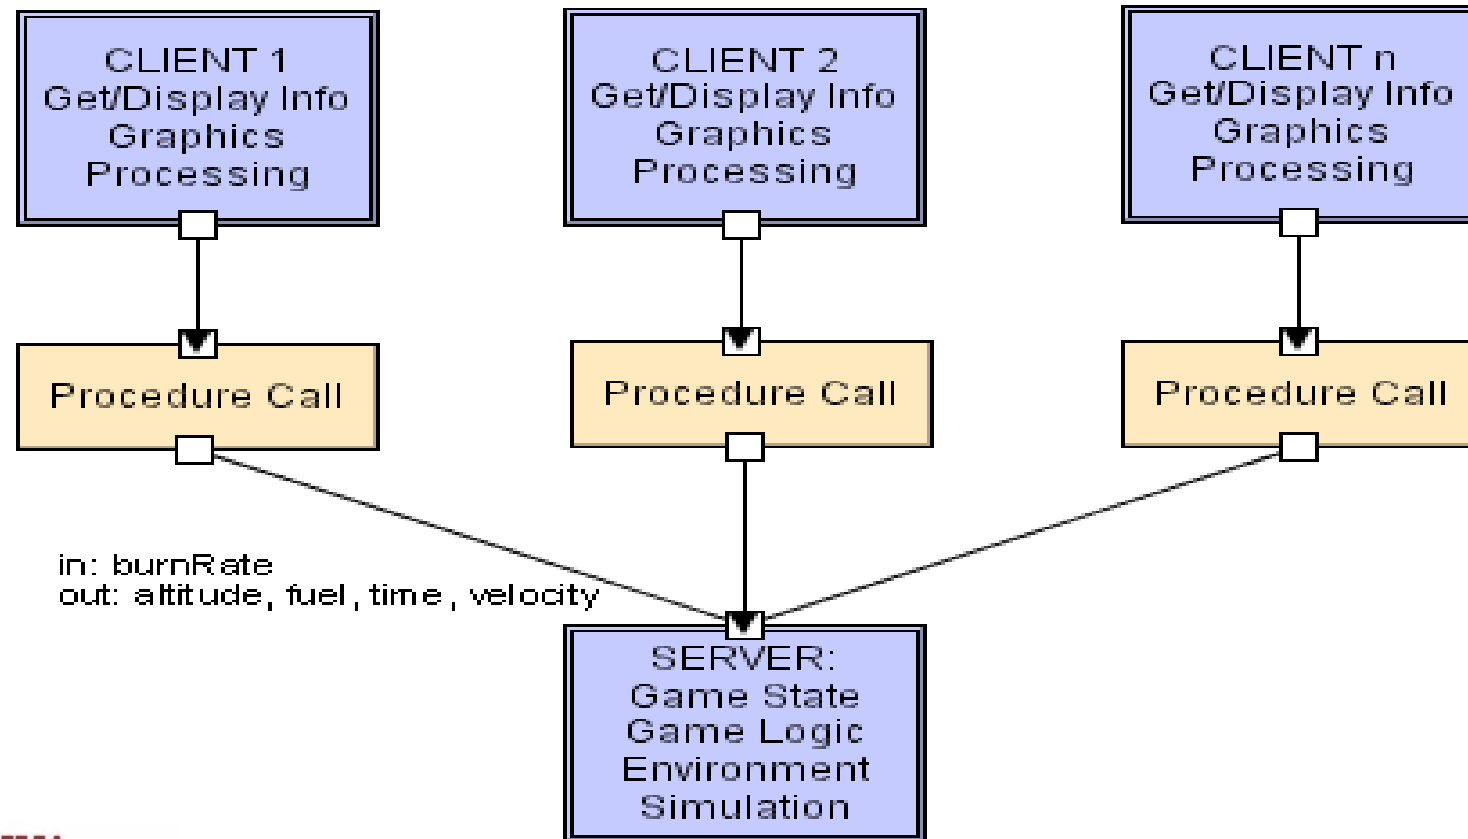 CLIENT 1
Get/Display Info
Graphics
Processing
CLIENT 2
Get/Display Info
Graphics
Processing
CLIENT n
Get/Display Info
Graphics
Processing
Procedure Call
Procedure Call
Procedure Call
in: burnRate
out: altitude, fuel, time, velocity
SERVER:
Game State
Game Logic
Environment
Simulation